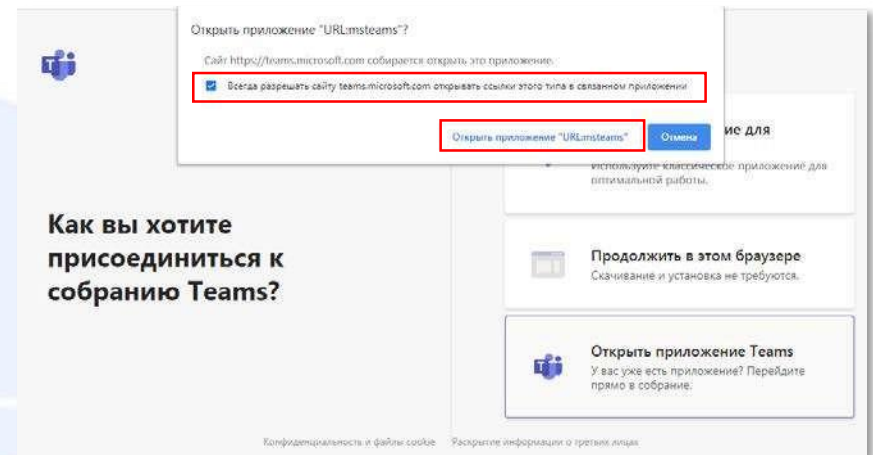 Открыть приложение "URL:msteams"?
Сайт https://teams.microsoft.com собирается открыть это приложение.
Всегда разрешать сайту teams.microsoft.com открывать ссылки этого типа в связанном приложении
Открыть приложение "URL:msteams"
Отмена
ие для
Используйте классическое приложение для
оптимальной работы.
Как вы хотите
присоединиться к
собранию Teams?
Продолжить в этом браузере
Скачивание и установка не требуются.
Открыть приложение Teams
У вас уже есть приложение? Перейдите
прямо в собрание.
Конфиденциальность и файлы cookie
Раскрытие информации о третьих лицах